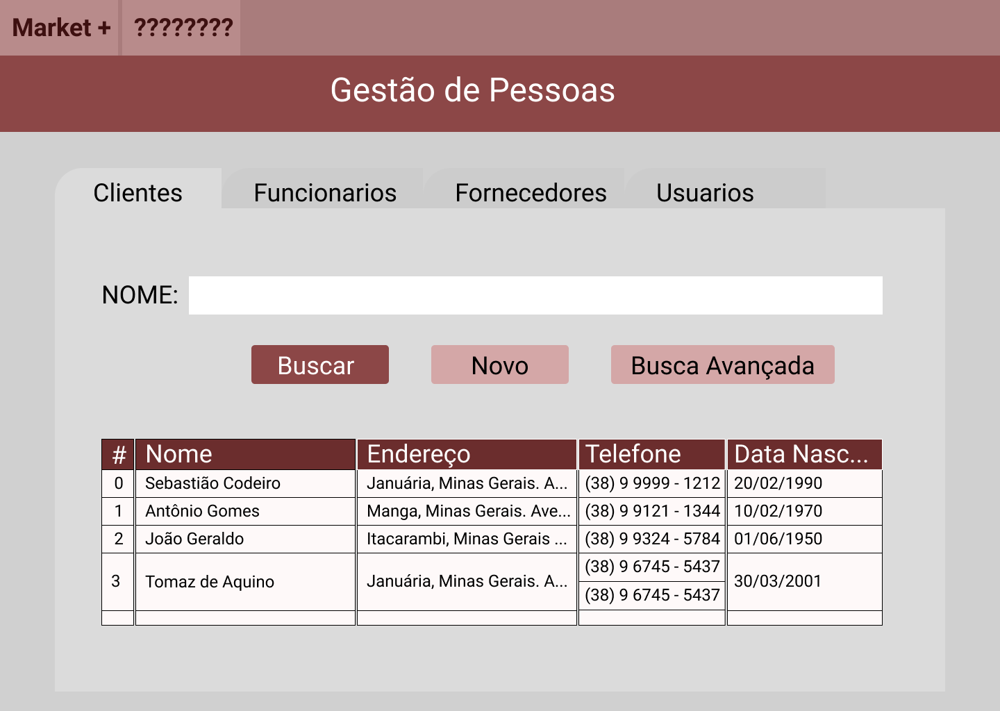 Market + ????????
Gestão de Pessoas
Clientes Funcionarios Fornecedores Usuarios
NOME:
Buscar Novo Busca Avançada
# Nome Endereço Telefone Data Nasc...
0 Sebastião Codeiro Januária, Minas Gerais. A... (38) 9 9999 - 1212 20/02/1990
1 Antônio Gomes Manga, Minas Gerais. Ave... (38) 9 9121 - 1344 10/02/1970
2 João Geraldo Itacarambi, Minas Gerais ... (38) 9 9324 - 5784 01/06/1950
3 Tomaz de Aquino Januária, Minas Gerais. A... (38) 9 6745 - 5437 30/03/2001
(38) 9 6745 - 5437